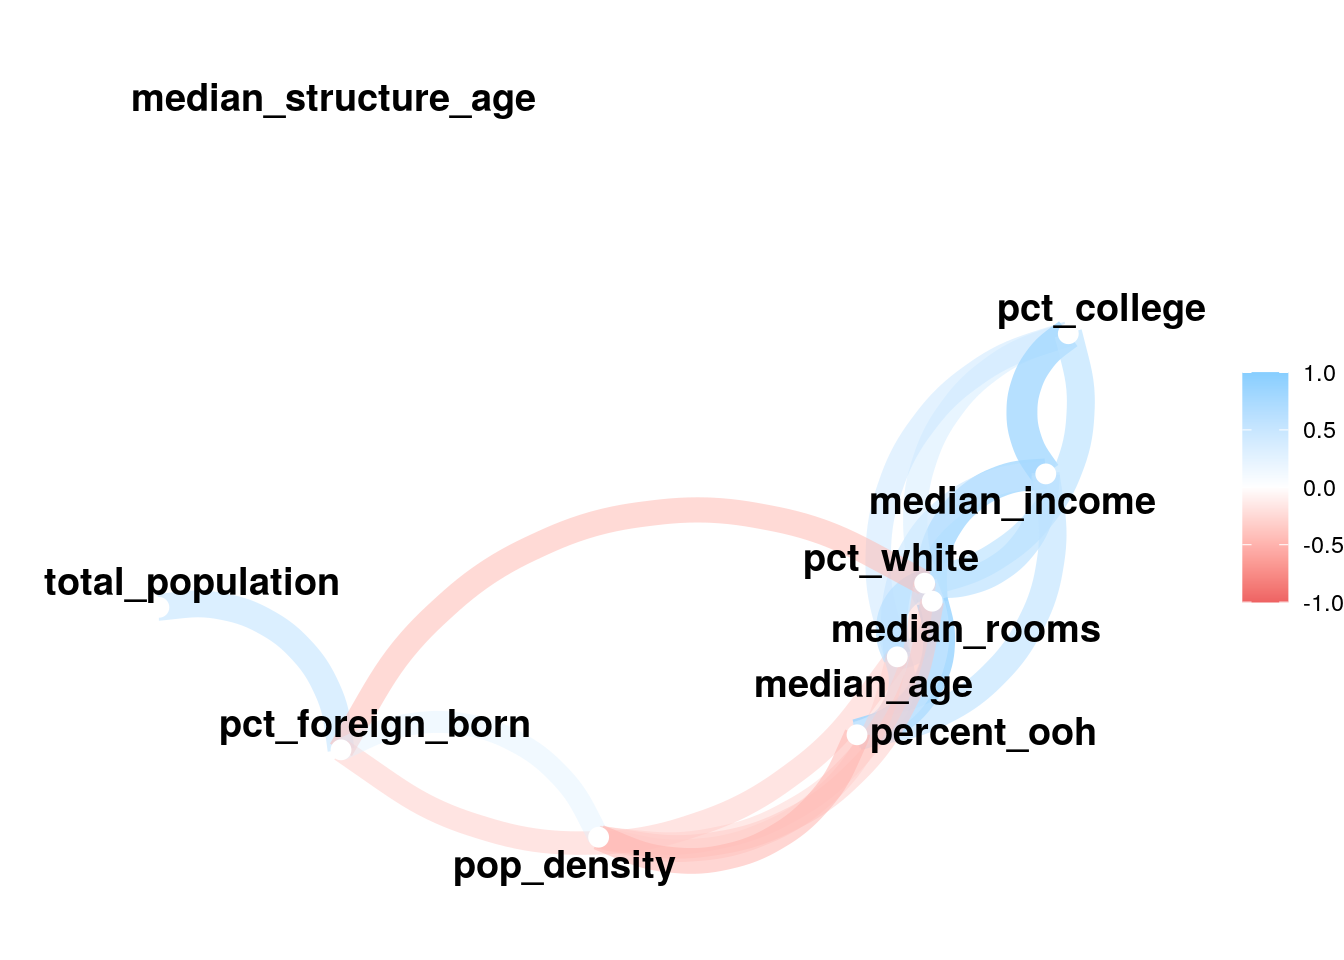 median_structure_age
pct_college
1.0
0.5
0.0
-0.5
-1.0
median_income
pct_white
total_population
median_rooms
median_age
pct_foreign_born
percent_ooh
pop_density